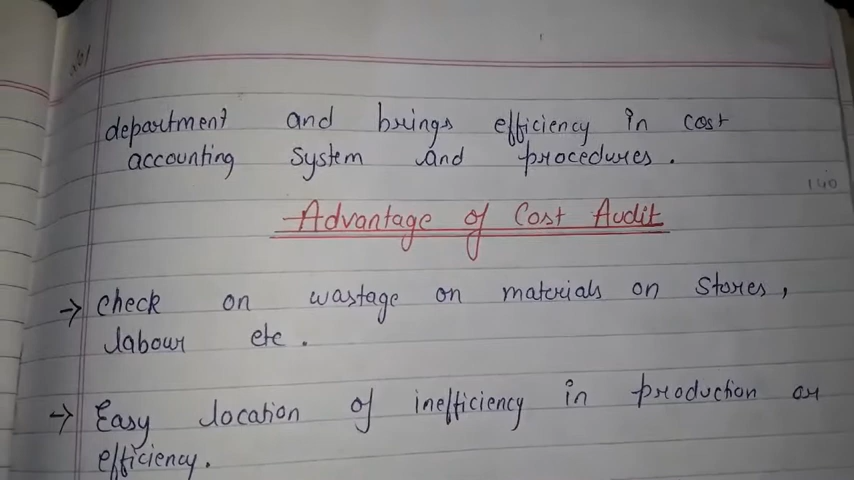 department and brings efficiency in cost
accounting system and procedures.
Advantage of Cost Audit
→ Check on wastage on materials on stores,
labour etc.
→ Easy location of inefficiency in production or
efficiency.